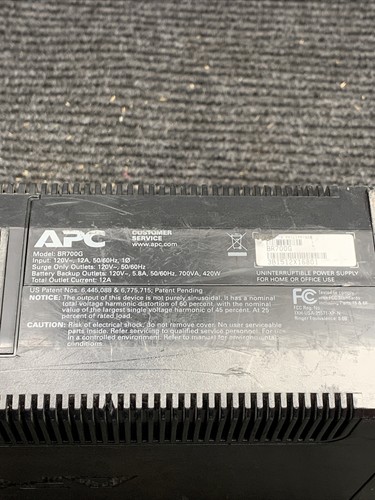 APC
CUSTOMER
SERVICE
www.apc.com
Model: BR700G
Input: 120V~, 12A, 50/60Hz, 1Ø
Surge Only Outlets: 120V~, 50/60Hz
Battery Backup Outlets: 120V~, 5.8A, 50/60Hz, 700VA, 420W
Total Outlet Current: 12A
BR700G
UNINTERRUPTIBLE POWER SUPPLY
FOR HOME OR OFFICE USE
US Patent Nos. 6,445,088 & 6,775,715; Patent Pending
NOTICE: The output of this device is not purely sinusoidal. It has a nominal
total voltage harmonic distortion of 60 percent, with a nominal
value of the largest single voltage harmonic of 45 percent. At 25
percent of rated load.
CAUTION: Risk of electrical shock, do not remove cover. No user serviceable
parts inside. Refer servicing to qualified service personnel. For use
in a controlled environment. Refer to manual for environmental
conditions.
FC